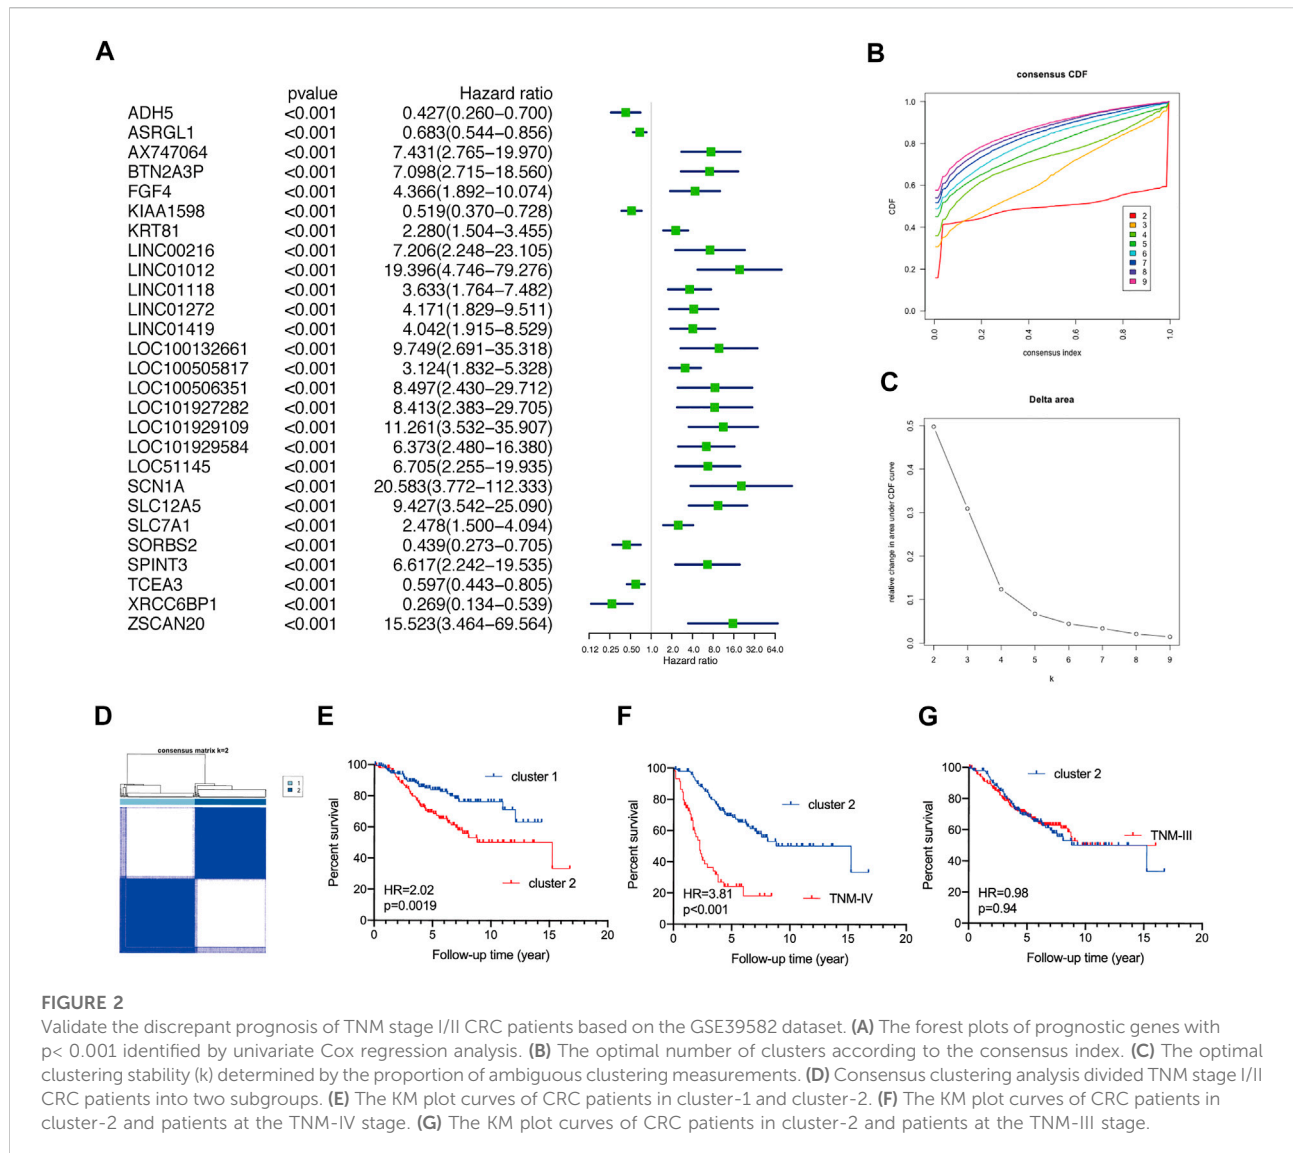 A
pvalue Hazard ratio
ADH5 <0.001 0.427(0.260−0.700)
ASRGL1 <0.001 0.683(0.544−0.856)
AX747064 <0.001 7.431(2.765−19.970)
BTN2A3P <0.001 7.098(2.715−18.560)
FGF4 <0.001 4.366(1.892−10.074)
KIAA1598 <0.001 0.519(0.370−0.728)
KRT81 <0.001 2.280(1.504−3.455)
LINC00216 <0.001 7.206(2.248−23.105)
LINC01012 <0.001 19.396(4.746−79.276)
LINC01118 <0.001 3.633(1.764−7.482)
LINC01272 <0.001 4.171(1.829−9.511)
LINC01419 <0.001 4.042(1.915−8.529)
LOC100132661 <0.001 9.749(2.691−35.318)
LOC100505817 <0.001 3.124(1.832−5.328)
LOC100506351 <0.001 8.497(2.430−29.712)
LOC101927282 <0.001 8.413(2.383−29.705)
LOC101929109 <0.001 11.261(3.532−35.907)
LOC101929584 <0.001 6.373(2.480−16.380)
LOC51145 <0.001 6.705(2.255−19.935)
SCN1A <0.001 20.583(3.772−112.333)
SLC12A5 <0.001 9.427(3.542−25.090)
SLC7A1 <0.001 2.478(1.500−4.094)
SORBS2 <0.001 0.439(0.273−0.705)
SPINT3 <0.001 6.617(2.242−19.535)
TCEA3 <0.001 0.597(0.443−0.805)
XRCC6BP1 <0.001 0.269(0.134−0.539)
ZSCAN20 <0.001 15.523(3.464−69.564)
0.12 0.25 0.50 1.0 2.0 4.0 8.0 16.0 32.0 64.0
Hazard ratio
B
consensus CDF
CDF
1.0
0.8
0.6
0.4
0.2
0.0
2
3
4
5
6
7
8
9
0.0 0.2 0.4 0.6 0.8 1.0
consensus index
C
Delta area
relative change in area under CDF curve
0.5
0.4
0.3
0.2
0.1
0.0
2 3 4 5 6 7 8 9
k
D
consensus matrix k=2
1
2
E
Percent survival
100
80
60
40
20
0
cluster 1
cluster 2
HR=2.02
p=0.0019
0 5 10 15 20
Follow-up time (year)
F
Percent survival
100
80
60
40
20
0
cluster 2
TNM-IV
HR=3.81
p<0.001
0 5 10 15 20
Follow-up time (year)
G
Percent survival
100
80
60
40
20
0
cluster 2
TNM-III
HR=0.98
p=0.94
0 5 10 15 20
Follow-up time (year)
FIGURE 2
Validate the discrepant prognosis of TNM stage I/II CRC patients based on the GSE39582 dataset. (A) The forest plots of prognostic genes with
p< 0.001 identified by univariate Cox regression analysis. (B) The optimal number of clusters according to the consensus index. (C) The optimal
clustering stability (k) determined by the proportion of ambiguous clustering measurements. (D) Consensus clustering analysis divided TNM stage I/II
CRC patients into two subgroups. (E) The KM plot curves of CRC patients in cluster-1 and cluster-2. (F) The KM plot curves of CRC patients in
cluster-2 and patients at the TNM-IV stage. (G) The KM plot curves of CRC patients in cluster-2 and patients at the TNM-III stage.